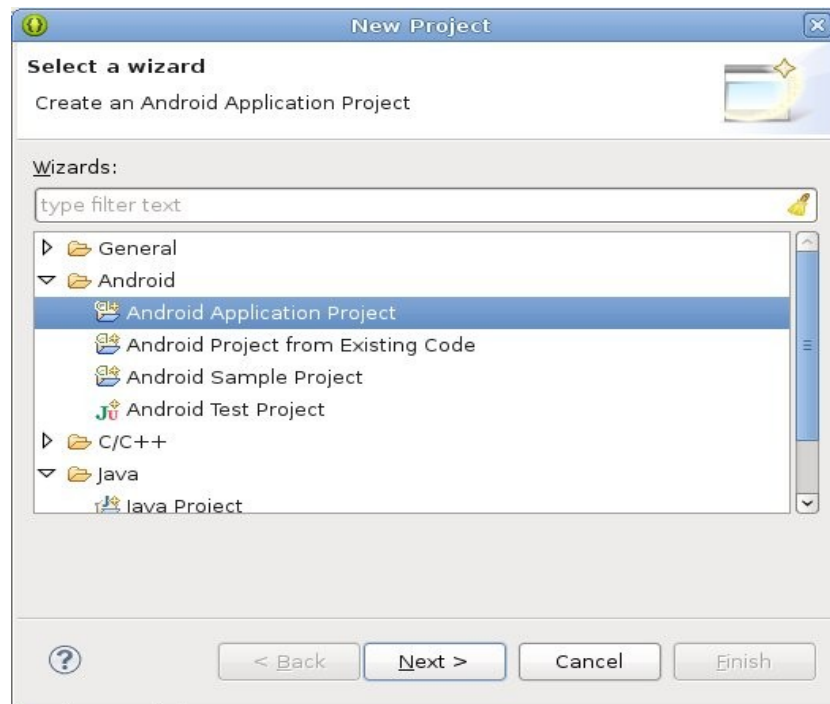 New Project
Select a wizard
Create an Android Application Project
Wizards:
type filter text
General
Android
Android Application Project
Android Project from Existing Code
Android Sample Project
Android Test Project
C/C++
Java
Java Project
< Back Next > Cancel Finish